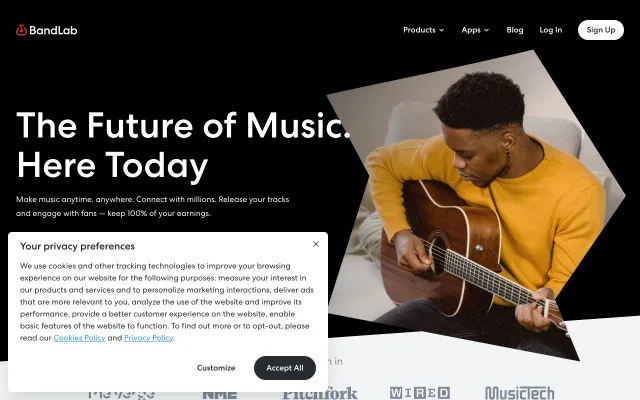 BandLab
Products
Apps
Blog
Log In
Sign Up
The Future of Music.
Here Today
Make music anytime, anywhere. Connect with millions. Release your tracks
and engage with fans — keep 100% of your earnings.
Your privacy preferences
We use cookies and other tracking technologies to improve your browsing
experience on our website for the following purposes: measure your interest in
our products and services and to personalize marketing interactions, deliver ads
that are more relevant to you, analyze the use of the website and improve its
performance, provide a better customer experience on the website, enable
basic features of the website to function. To find out more or to opt-out, please
read our Cookies Policy and Privacy Policy.
Customize
Accept All
in
NME
Pitchfork
WIRED
MusicTech